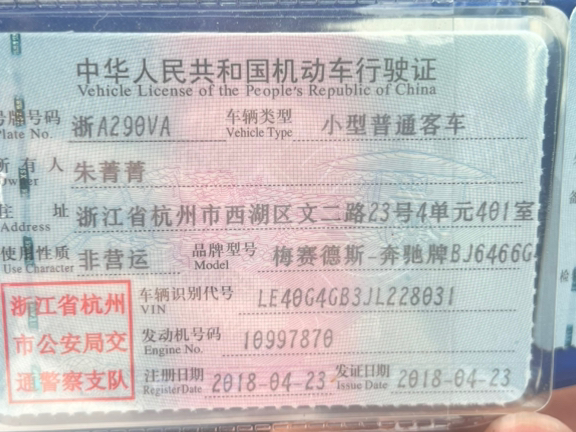 中华人民共和国机动车行驶证
Vehicle License of the People's Republic of China
号牌号码 浙A290VA 车辆类型 小型普通客车
Plate No. Vehicle Type
所有人 朱菁菁
Owner
住址 浙江省杭州市西湖区文二路23号4单元401室
Address
使用性质 非营运 品牌型号 梅赛德斯-奔驰牌BJ6466G
Use Character Model
浙江省杭州
市公安局交
通警察支队
车辆识别代号 LE40G4GB3JL228031
VIN
发动机号码 10997870
Engine No.
注册日期 2018-04-23 发证日期 2018-04-23
Register Date Issue Date